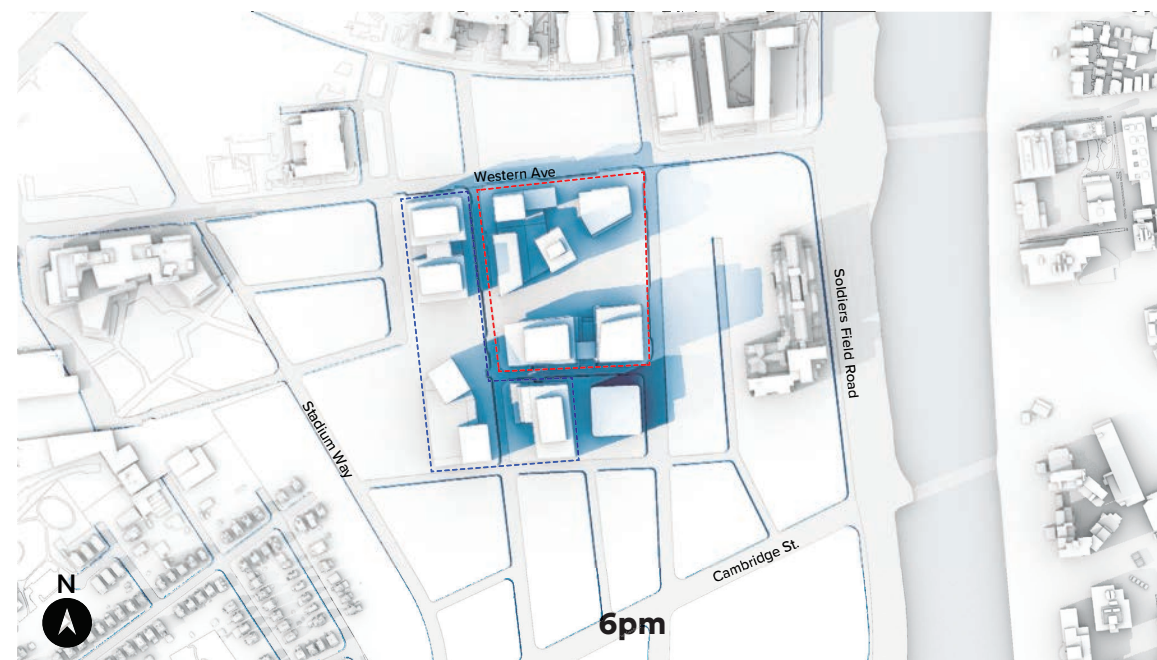 Western Ave
Soldiers Field Road
Stadium Way
Cambridge St.
N
6pm